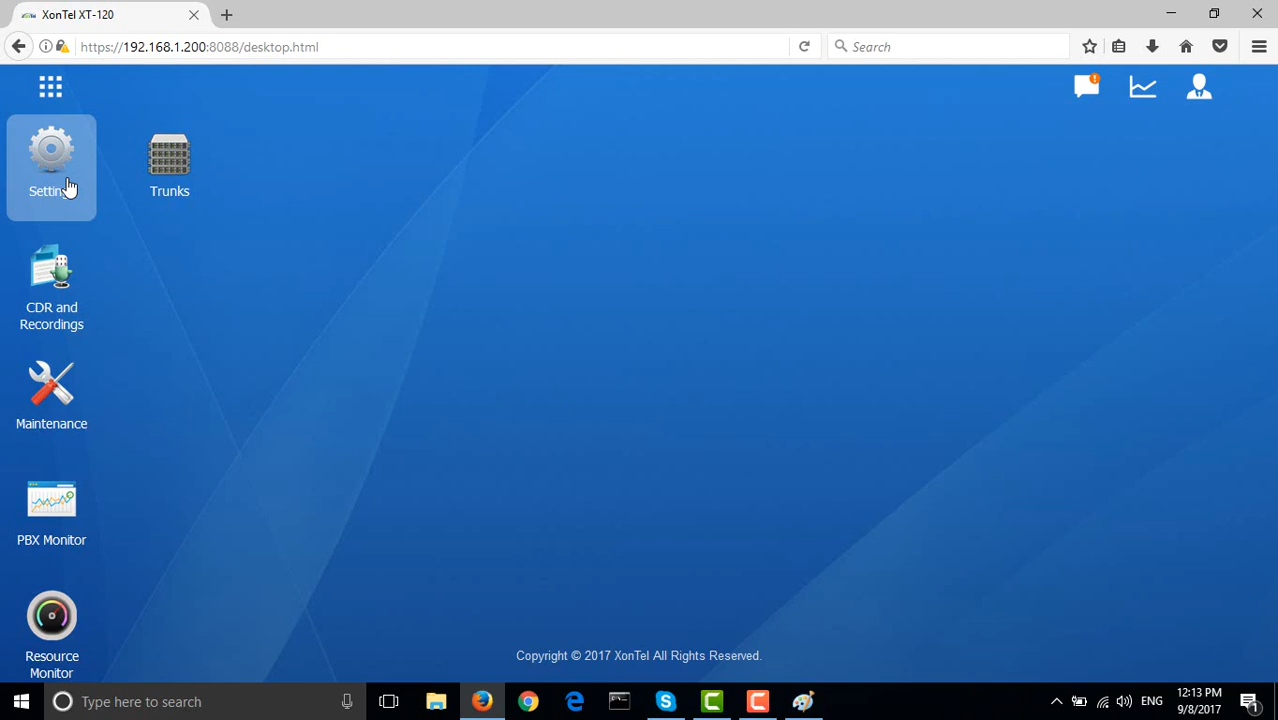 XonTel XT-120
https://192.168.1.200:8088/desktop.html
Search
Trunks
CDR and
Recordings
Maintenance
PBX Monitor
Resource
Monitor
Copyright © 2017 XonTel All Rights Reserved.
Type here to search
ENG
12:13 PM
9/8/2017
1